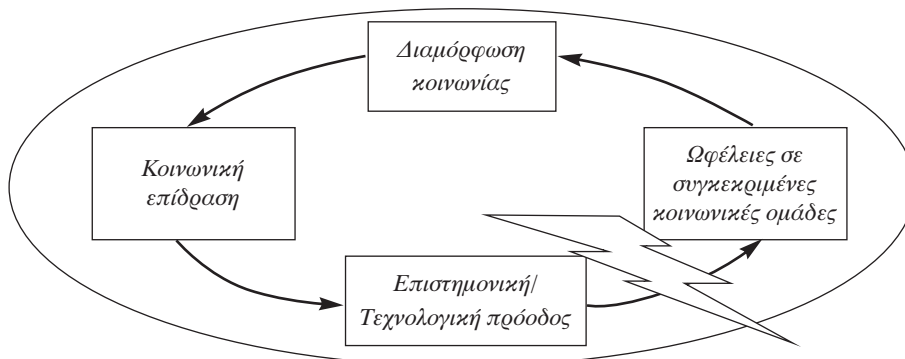 Διαμόρφωση
κοινωνίας
Κοινωνική
επίδραση
Ωφέλειες σε
συγκεκριμένες
κοινωνικές ομάδες
Επιστημονική/
Τεχνολογική πρόοδος